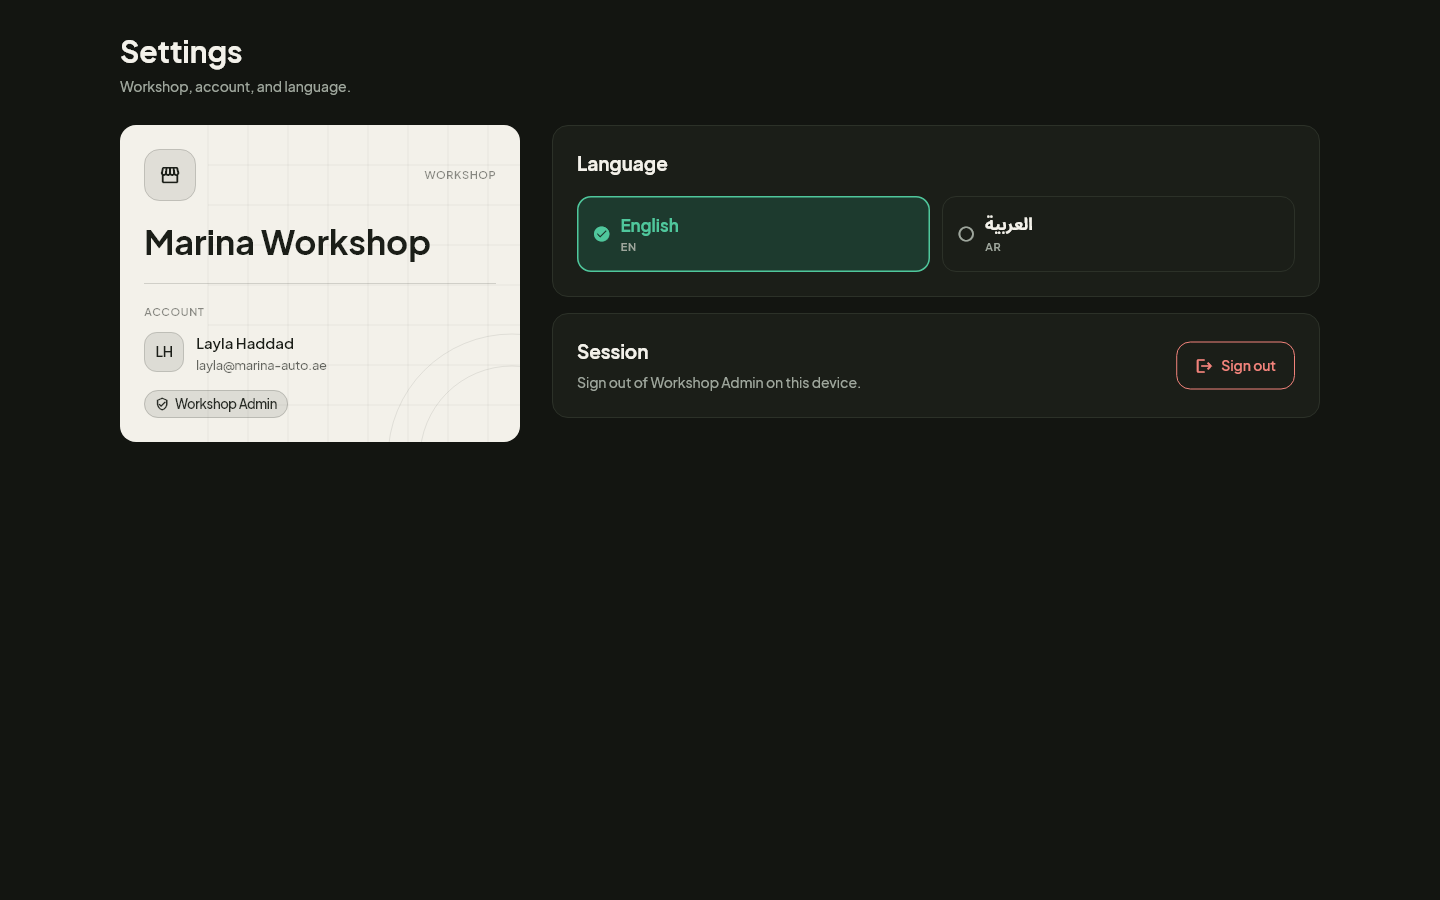 Settings
Workshop, account, and language.
WORKSHOP
Marina Workshop
ACCOUNT
LH
Layla Haddad
layla@marina-auto.ae
Workshop Admin
Language
English
EN
العربية
AR
Session
Sign out of Workshop Admin on this device.
Sign out